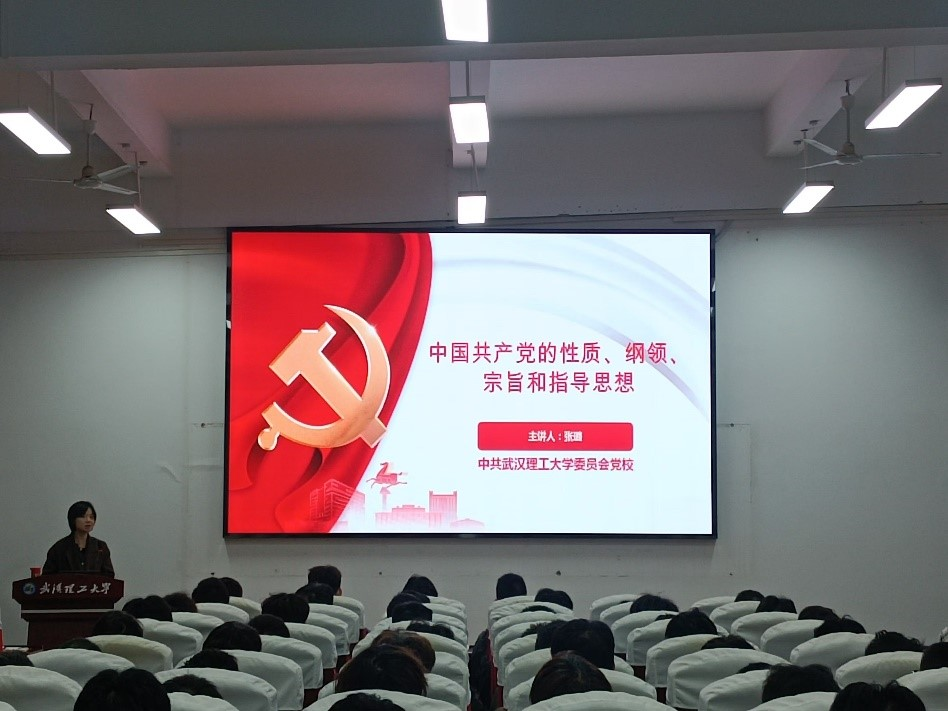 中国共产党的性质、纲领、
宗旨和指导思想
主讲人：张
中共武汉理工大学委员会党校
武漢理工大學